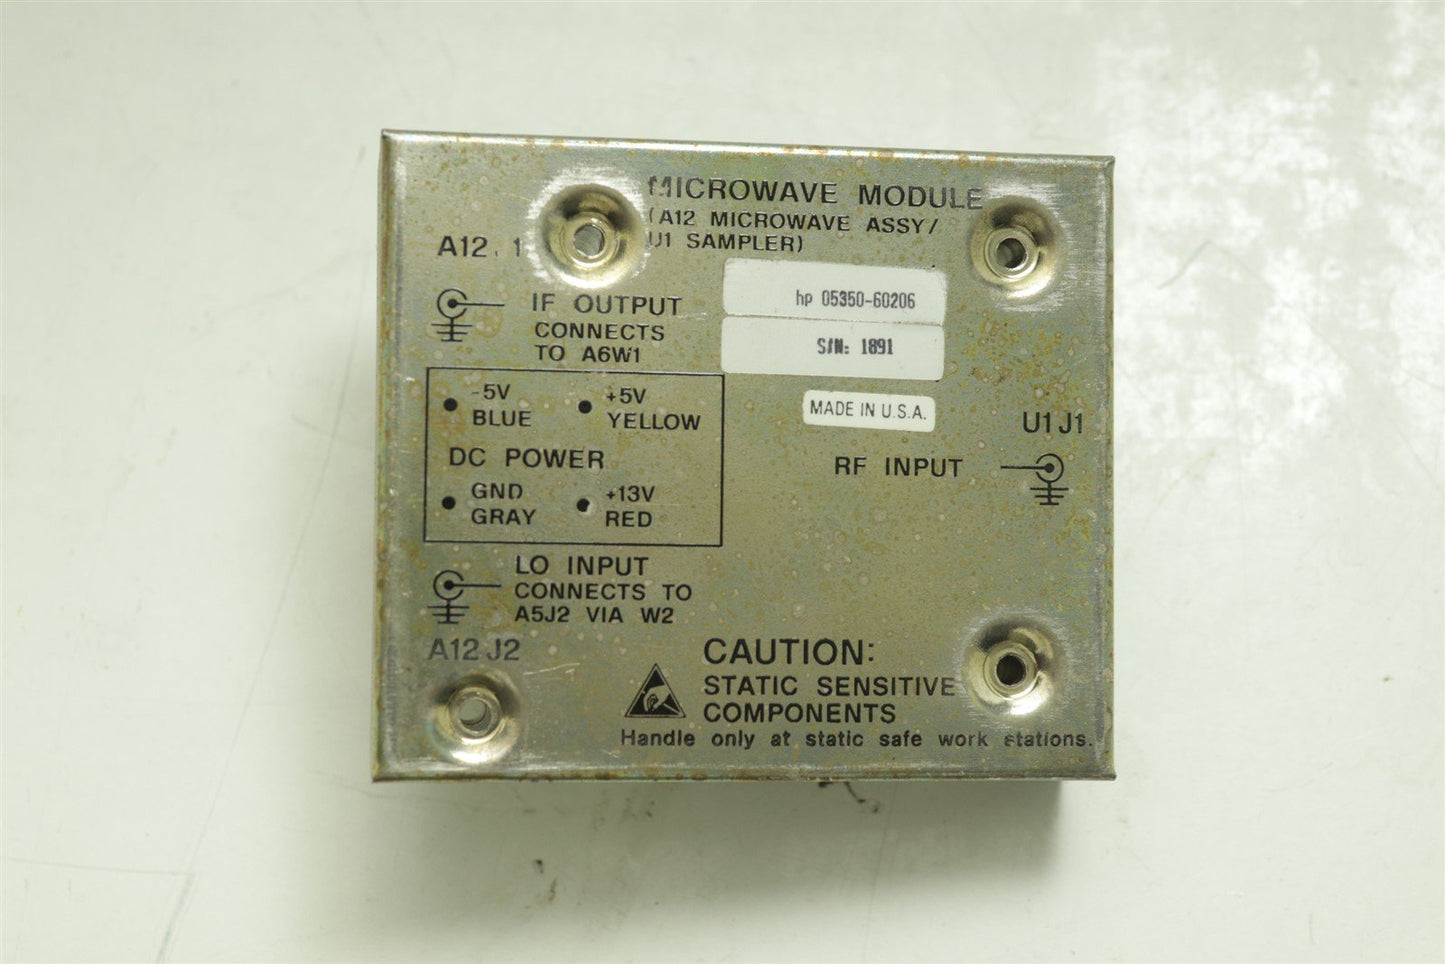 MICROWAVE MODULE
(A12 MICROWAVE ASSY/
U1 SAMPLER)
A12 1
IF OUTPUT
CONNECTS
TO A6W1
hp 05350-60206
S/N: 1891
MADE IN U.S.A.
-5V
BLUE
+5V
YELLOW
DC POWER
GND
GRAY
+13V
RED
U1 J1
RF INPUT
LO INPUT
CONNECTS TO
A5J2 VIA W2
A12 J2
CAUTION:
STATIC SENSITIVE
COMPONENTS
Handle only at static safe work stations.